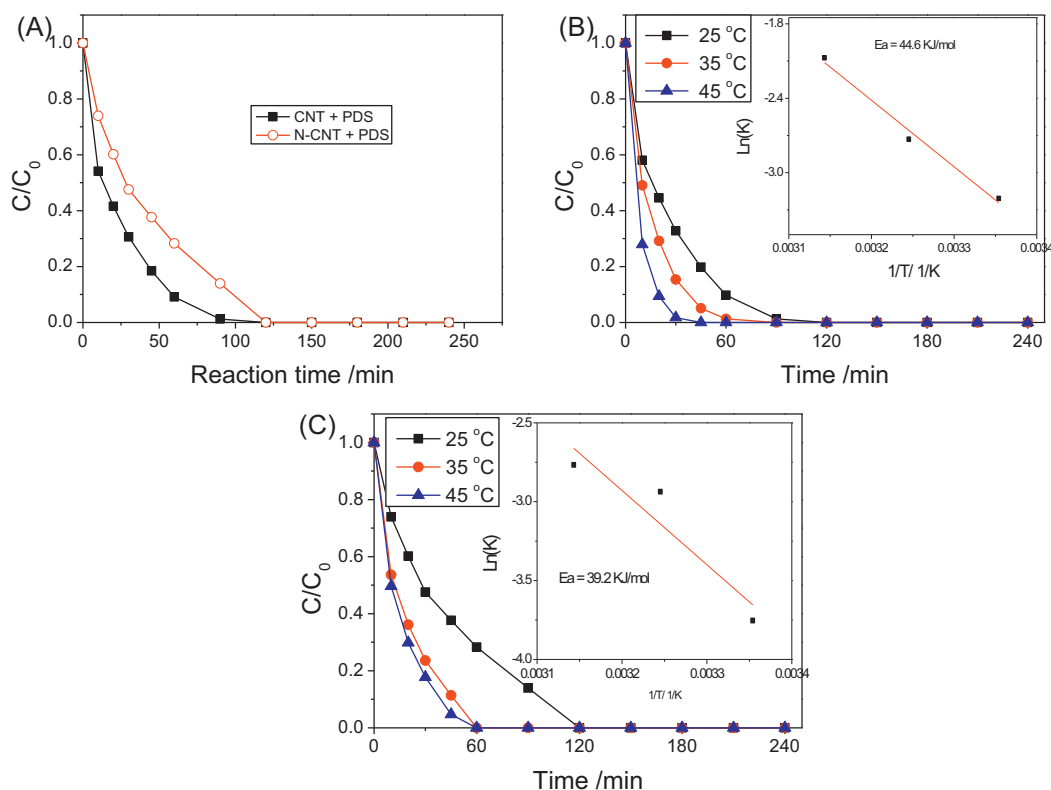 (A)
1.0
0.8
0.6
0.4
0.2
0.0
C/C0
CNT + PDS
N-CNT + PDS
0
50
100
150
200
250
Reaction time /min
(B)
1.0
0.8
0.6
0.4
0.2
0.0
C/C0
25 °C
35 °C
45 °C
-1.8
-2.4
-3.0
Ln(K)
Ea = 44.6 KJ/mol
0.0031
0.0032
0.0033
0.0034
1/T/ 1/K
0
60
120
180
240
Time /min
(C)
1.0
0.8
0.6
0.4
0.2
0.0
C/C0
25 °C
35 °C
45 °C
-2.5
-3.0
-3.5
-4.0
Ln(K)
Ea = 39.2 KJ/mol
0.0031
0.0032
0.0033
0.0034
1/T/ 1/K
0
60
120
180
240
Time /min